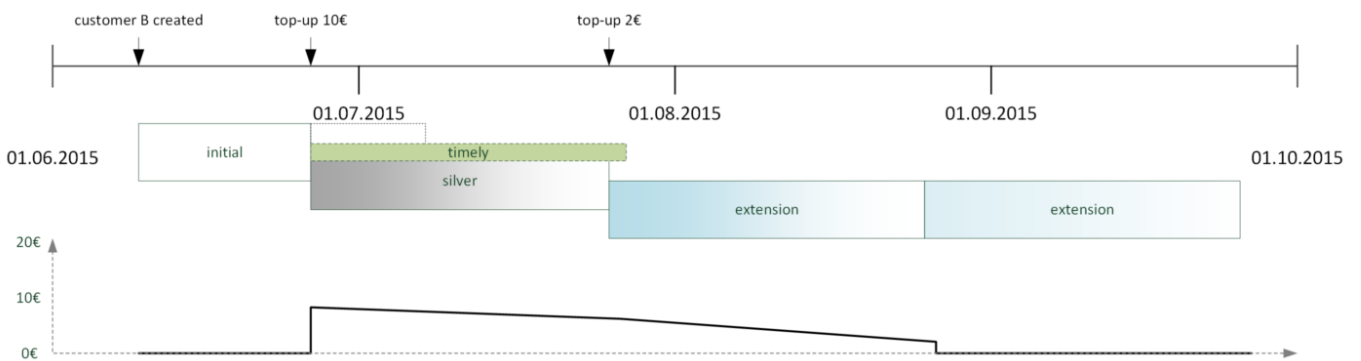 customer B created
top-up 10€
top-up 2€
01.07.2015
01.08.2015
01.09.2015
01.06.2015
initial
timely
01.10.2015
silver
extension
extension
20€
10€
0€